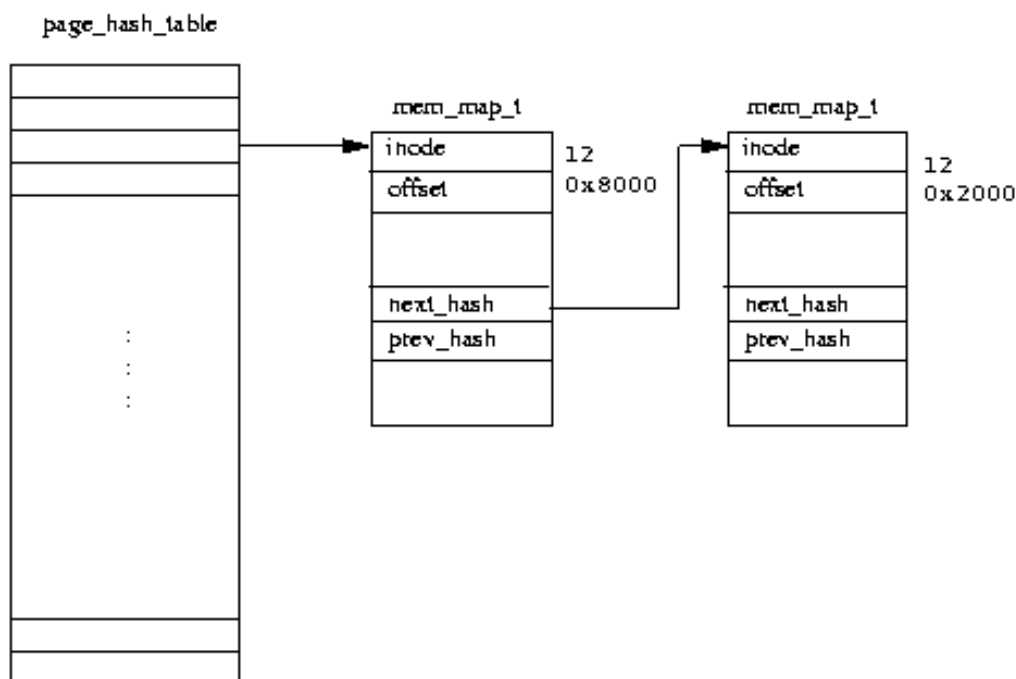 page_hash_table
mem_map_t
mem_map_t
inode
12
inode
12
offset
0x8000
offset
0x2000
next_hash
next_hash
prev_hash
prev_hash
:
:
: